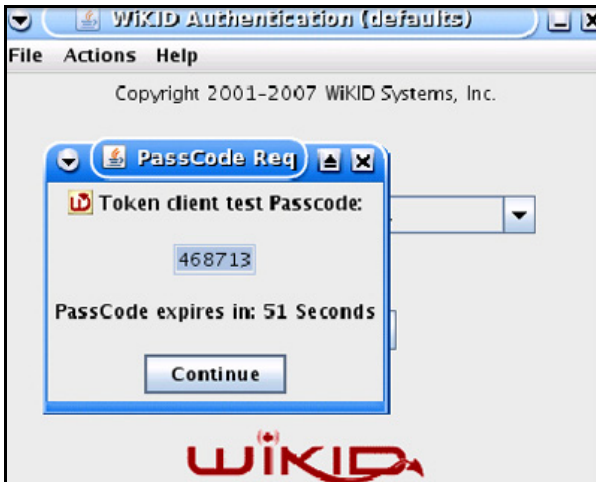 WiKID Authentication (defaults)
File Actions Help
Copyright 2001-2007 WiKID Systems, Inc.
PassCode Req
Token client test Passcode:
468713
PassCode expires in: 51 Seconds
Continue
WiKID